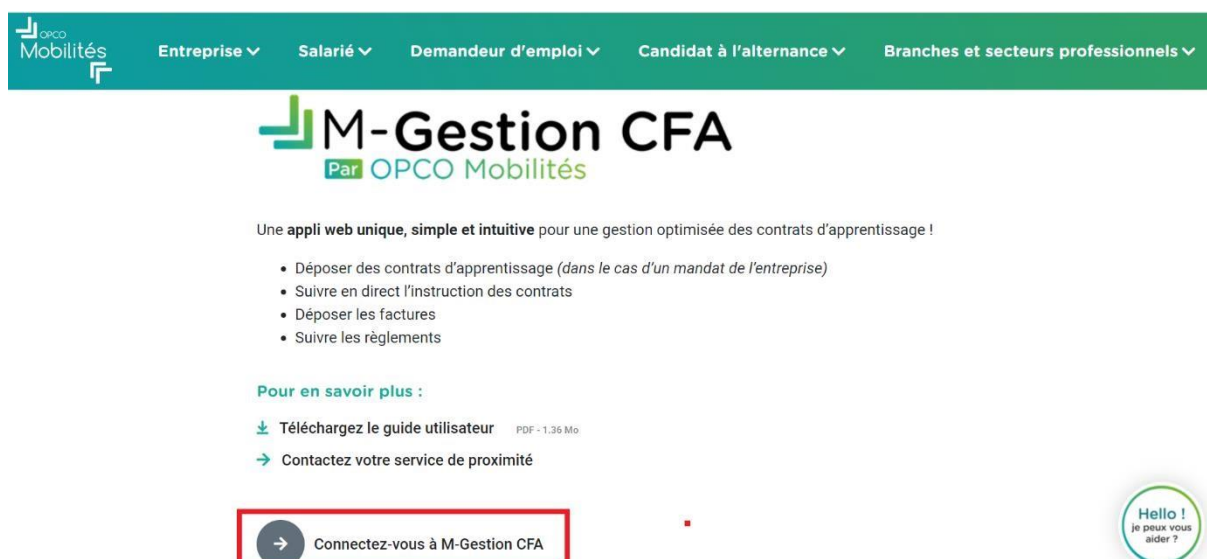 OPCO
Mobilités
Entreprise
Salarié
Demandeur d'emploi
Candidat à l'alternance
Branches et secteurs professionnels
M-Gestion CFA
Par OPCO Mobilités
Une appli web unique, simple et intuitive pour une gestion optimisée des contrats d'apprentissage !
• Déposer des contrats d'apprentissage (dans le cas d'un mandat de l'entreprise)
• Suivre en direct l'instruction des contrats
• Déposer les factures
• Suivre les règlements
Pour en savoir plus :
Téléchargez le guide utilisateur PDF - 1.36 Mo
Contactez votre service de proximité
Connectez-vous à M-Gestion CFA
Hello !
je peux vous
aider ?